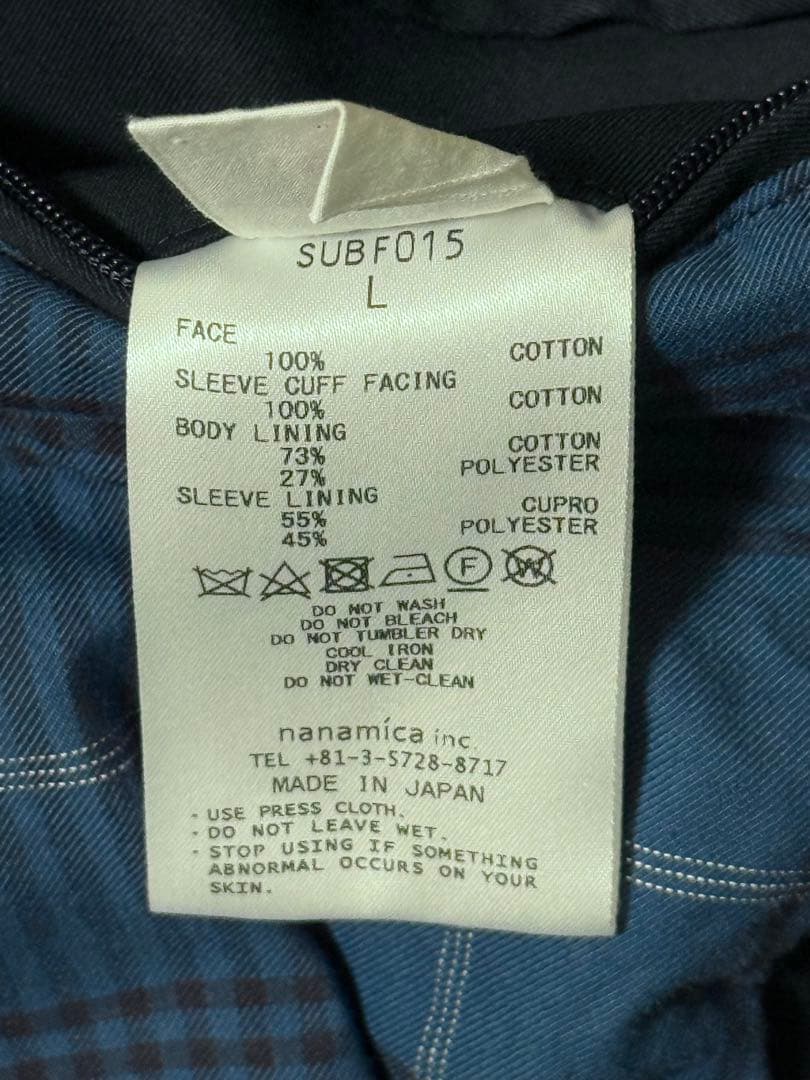 SUBF015
L
FACE
100% COTTON
SLEEVE CUFF FACING
100% COTTON
BODY LINING
73% COTTON
27% POLYESTER
SLEEVE LINING
55% CUPRO
45% POLYESTER
F W
DO NOT WASH
DO NOT BLEACH
DO NOT TUMBLER DRY
COOL IRON
DRY CLEAN
DO NOT WET-CLEAN
nanamica inc.
TEL +81-3-5728-8717
MADE IN JAPAN
- USE PRESS CLOTH.
- DO NOT LEAVE WET.
- STOP USING IF SOMETHING
ABNORMAL OCCURS ON YOUR
SKIN.